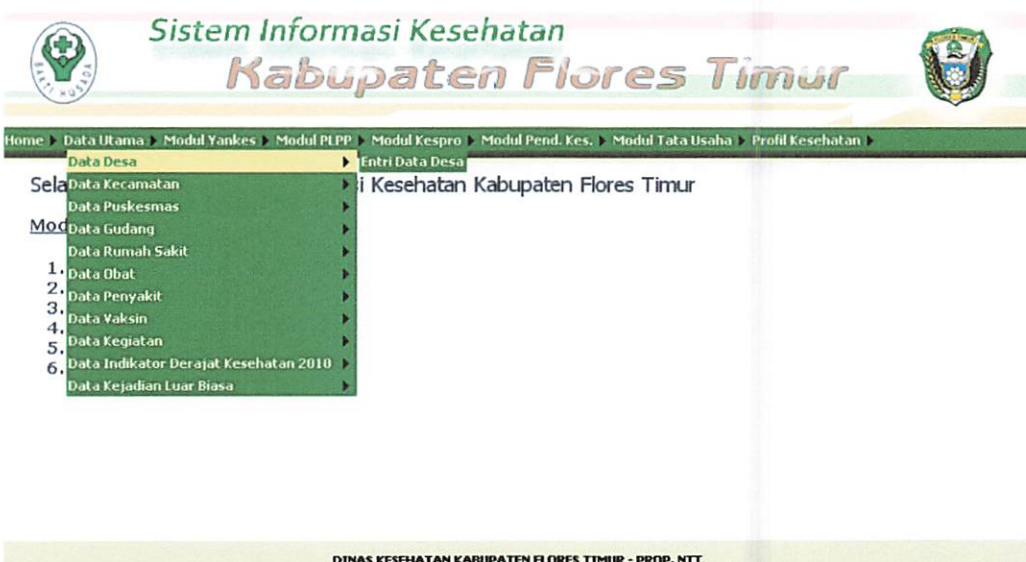 Sistem Informasi Kesehatan
Kabupaten Flores Timur
BAKTI HUSADA
Home Data Utama Modul Yankes Modul PLPP Modul Kespro Modul Pend. Kes. Modul Tata Usaha Profil Kesehatan
Data Desa Entri Data Desa
Sela
i Kesehatan Kabupaten Flores Timur
Data Kecamatan
Data Puskesmas
Mod
Data Gudang
Data Rumah Sakit
1.
Data Obat
2.
Data Penyakit
3.
Data Vaksin
4.
Data Kegiatan
5.
Data Indikator Derajat Kesehatan 2010
6.
Data Kejadian Luar Biasa
DINAS KESEHATAN KABUPATEN FLORES TIMUR - PROP. NTT